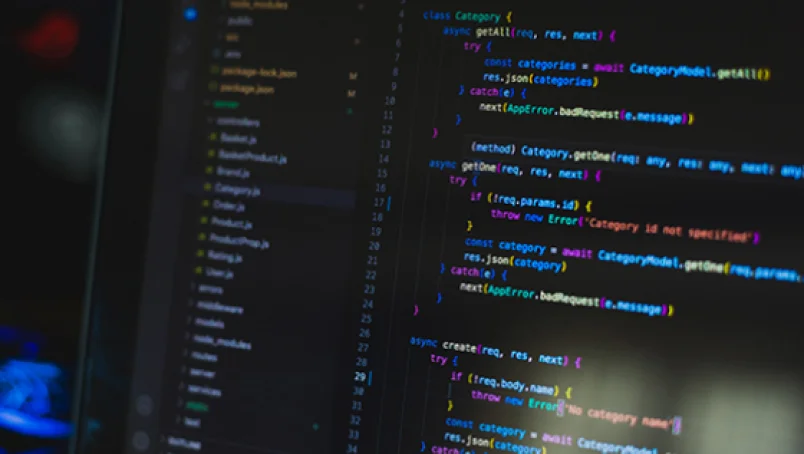 node_modules
public
src
.env
package-lock.json M
package.json M
server
controllers
Basket.js
BasketProduct.js
Brand.js
Category.js
Order.js
Product.js
ProductProp.js
Rating.js
User.js
errors
middleware
models
node_modules
routes
server
services
test
OUTLINE
4 class Category {
5 async getAll(req, res, next) {
6 try {
7 const categories = await CategoryModel.getAll()
8 res.json(categories)
9 } catch(e) {
10 next(AppError.badRequest(e.message))
11 }
12 }
13 (method) Category.getOne(req: any, res: any, next: any
14 async getOne(req, res, next) {
15 try {
16 if (!req.params.id) {
17 throw new Error("Category id not specified")
18 }
19 const category = await CategoryModel.getOne(req.params.
20 res.json(category)
21 } catch(e) {
22 next(AppError.badRequest(e.message))
23 }
24 }
25
26 async create(req, res, next) {
27 try {
28 if (!req.body.name) {
29 throw new Error("No category name")
30 }
31 const category = await CategoryModel.
32 res.json(category)
33 } catch(e) {
34